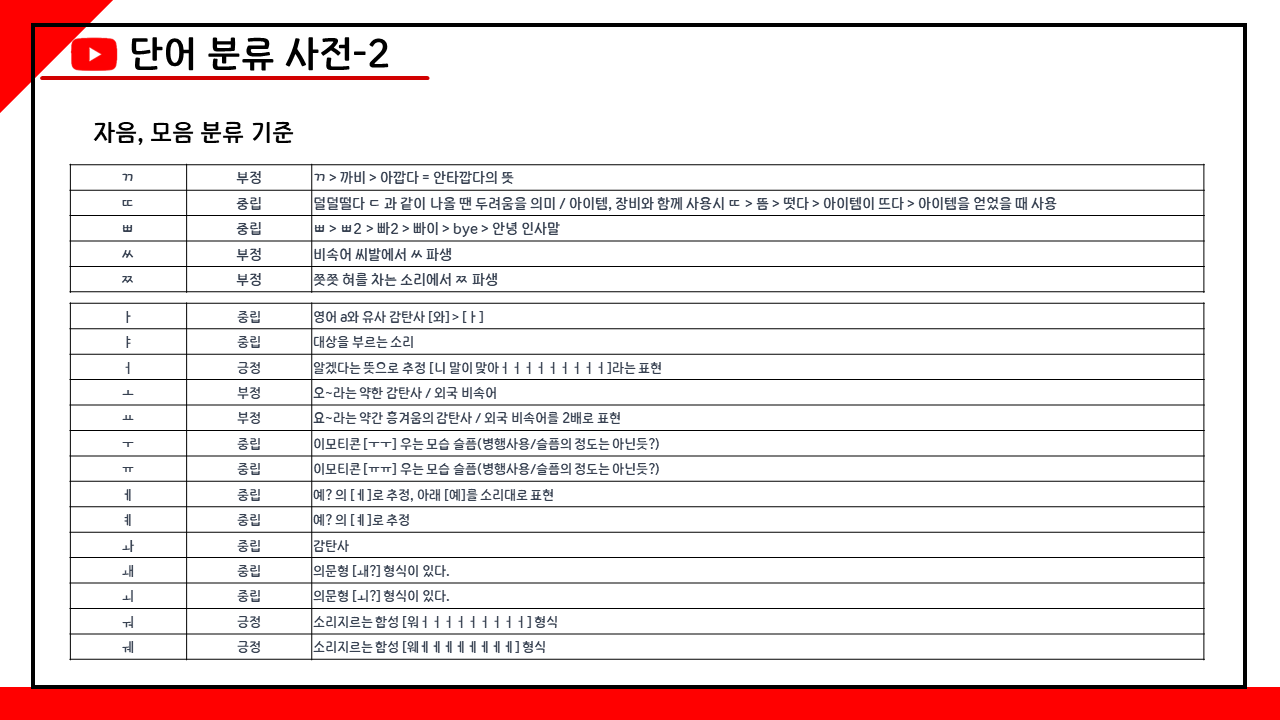 단어 분류 사전-2
자음, 모음 분류 기준
ㄲ 부정 ㄲ > 까비 > 아깝다 = 안타깝다의 뜻
ㄸ 중립 덜덜떨다 ㄷ 과 같이 나올 땐 두려움을 의미 / 아이템, 장비와 함께 사용시 ㄸ > 뜸 > 떳다 > 아이템이 뜨다 > 아이템을 얻었을 때 사용
ㅃ 중립 ㅃ > ㅃ2 > 빠2 > 빠이 > bye > 안녕 인사말
ㅆ 부정 비속어 씨발에서 ㅆ 파생
ㅉ 부정 쯧쯧 혀를 차는 소리에서 ㅉ 파생
ㅏ 중립 영어 a와 유사 감탄사 [와] > [ㅏ]
ㅑ 중립 대상을 부르는 소리
ㅓ 긍정 알겠다는 뜻으로 추정 [니 말이 맞아ㅓㅓㅓㅓㅓㅓㅓㅓㅓ]라는 표현
ㅗ 부정 오~라는 약한 감탄사 / 외국 비속어
ㅛ 부정 요~라는 약간 흥겨움의 감탄사 / 외국 비속어를 2배로 표현
ㅜ 중립 이모티콘 [ㅜㅜ] 우는 모습 슬픔(병행사용/슬픔의 정도는 아닌듯?)
ㅠ 중립 이모티콘 [ㅠㅠ] 우는 모습 슬픔(병행사용/슬픔의 정도는 아닌듯?)
ㅔ 중립 예? 의 [ㅔ]로 추정, 아래 [예]를 소리대로 표현
ㅖ 중립 예? 의 [ㅖ]로 추정
ㅘ 중립 감탄사
ㅙ 중립 의문형 [ㅙ?] 형식이 있다.
ㅚ 중립 의문형 [ㅚ?] 형식이 있다.
ㅝ 긍정 소리지르는 함성 [워ㅓㅓㅓㅓㅓㅓㅓㅓㅓ] 형식
ㅞ 긍정 소리지르는 함성 [웨ㅔㅔㅔㅔㅔㅔㅔㅔ] 형식